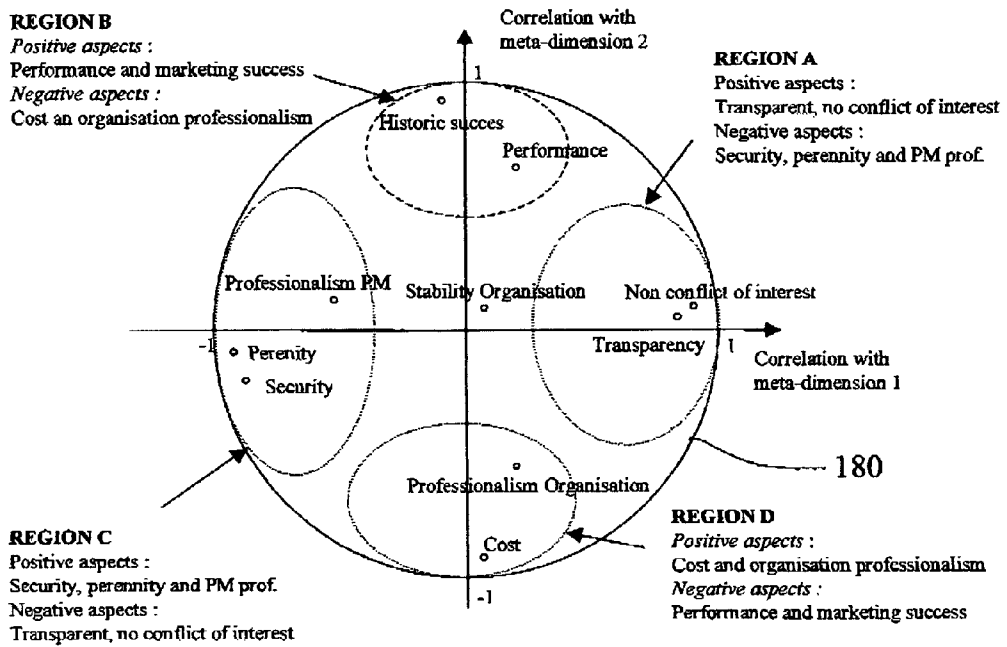 REGION B
Positive aspects :
Performance and marketing success
Negative aspects :
Cost an organisation professionalism
Correlation with
meta-dimension 2
1
REGION A
Positive aspects :
Transparent, no conflict of interest
Negative aspects :
Security, perennity and PM prof.
Historic succes
Performance
Professionalism PM
Stability Organisation
Non conflict of interest
-1
Perenity
Security
Transparency
1
Correlation with
meta-dimension 1
180
Professionalism Organisation
Cost
-1
REGION C
Positive aspects :
Security, perennity and PM prof.
Negative aspects :
Transparent, no conflict of interest
REGION D
Positive aspects :
Cost and organisation professionalism
Negative aspects :
Performance and marketing success